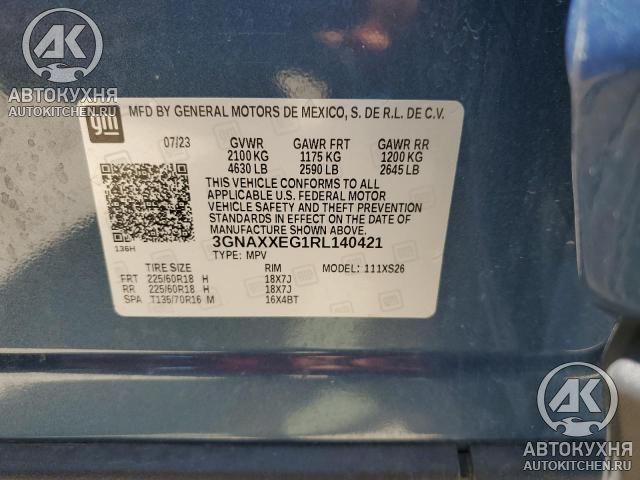 АК
АВТОКУХНЯ
AUTOKITCHEN.RU
gm
MFD BY GENERAL MOTORS DE MEXICO, S. DE R.L. DE C.V.
07/23 GVWR GAWR FRT GAWR RR
2100 KG 1175 KG 1200 KG
4630 LB 2590 LB 2645 LB
THIS VEHICLE CONFORMS TO ALL
APPLICABLE U.S. FEDERAL MOTOR
VEHICLE SAFETY AND THEFT PREVENTION
STANDARDS IN EFFECT ON THE DATE OF
MANUFACTURE SHOWN ABOVE.
3GNAXXEG1RL140421
136H TYPE: MPV
TIRE SIZE RIM MODEL: 111XS26
FRT 225/60R18 H 18X7J
RR 225/60R18 H 18X7J
SPA T135/70R16 M 16X4BT
АК
АВТОКУХНЯ
AUTOKITCHEN.RU